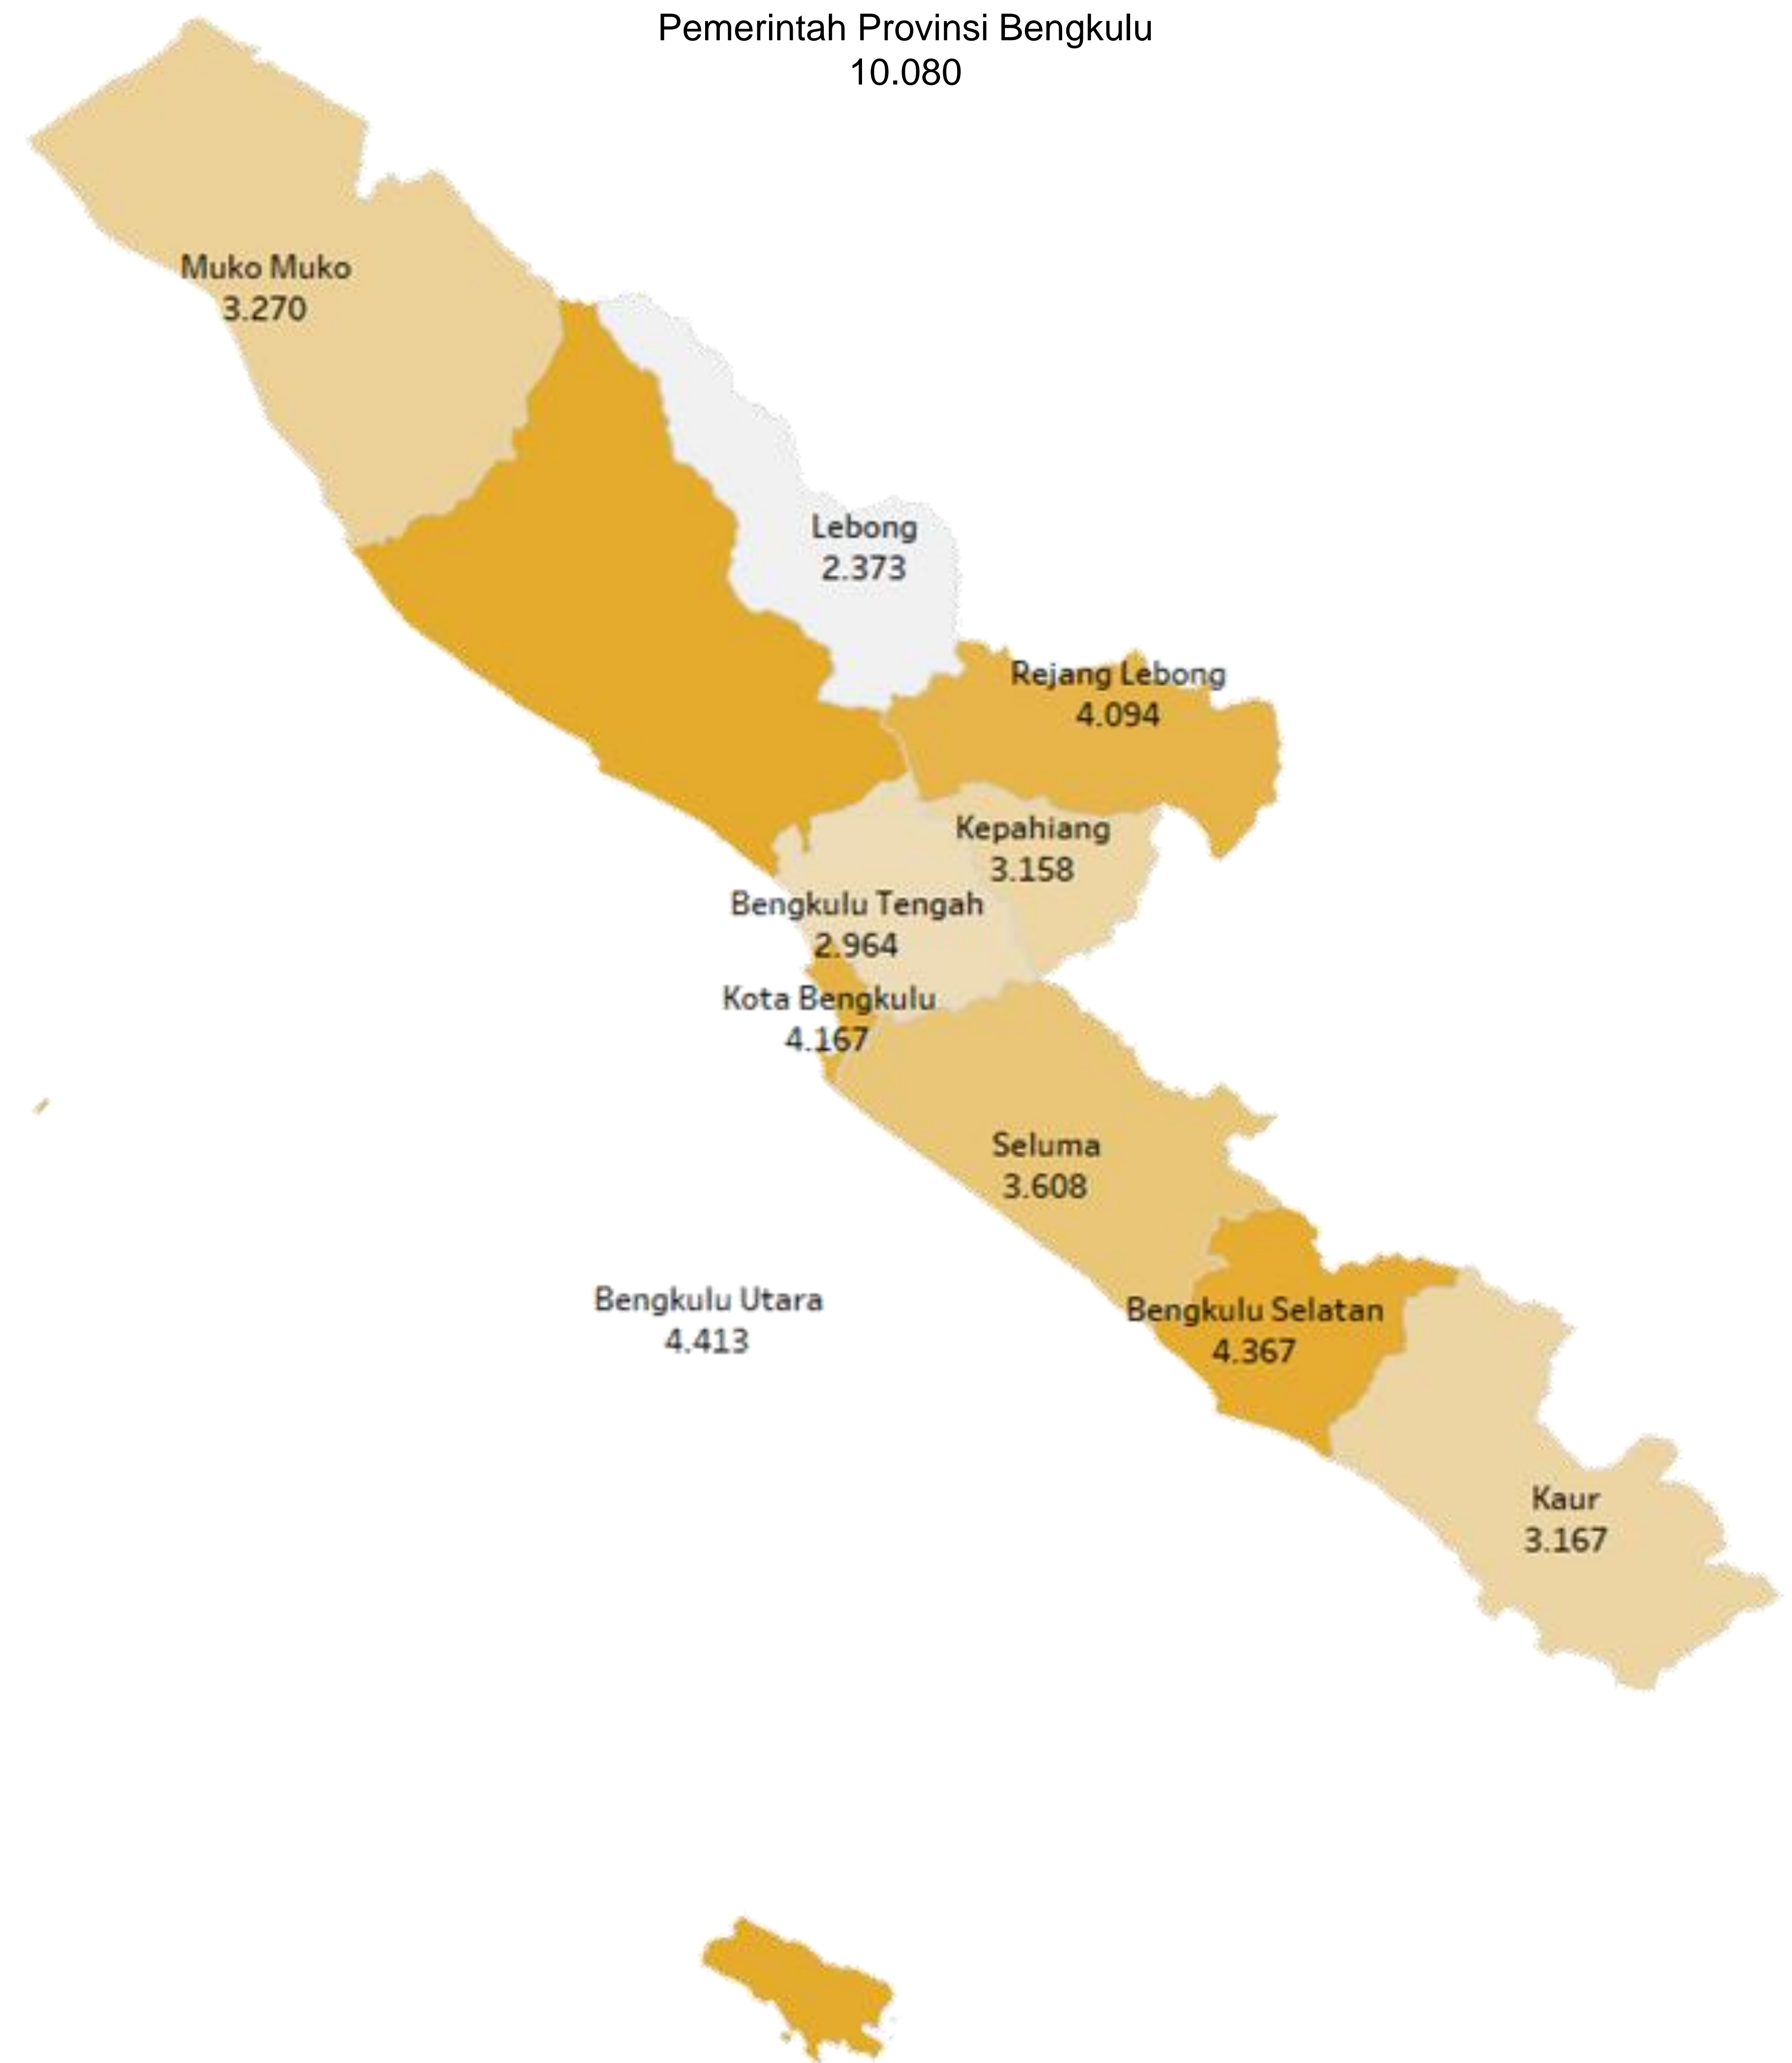 Pemerintah Provinsi Bengkulu
10.080
Muko Muko
3.270
Lebong
2.373
Rejang Lebong
4.094
Kepahiang
3.158
Bengkulu Tengah
2.964
Kota Bengkulu
4.167
Seluma
3.608
Bengkulu Utara
4.413
Bengkulu Selatan
4.367
Kaur
3.167